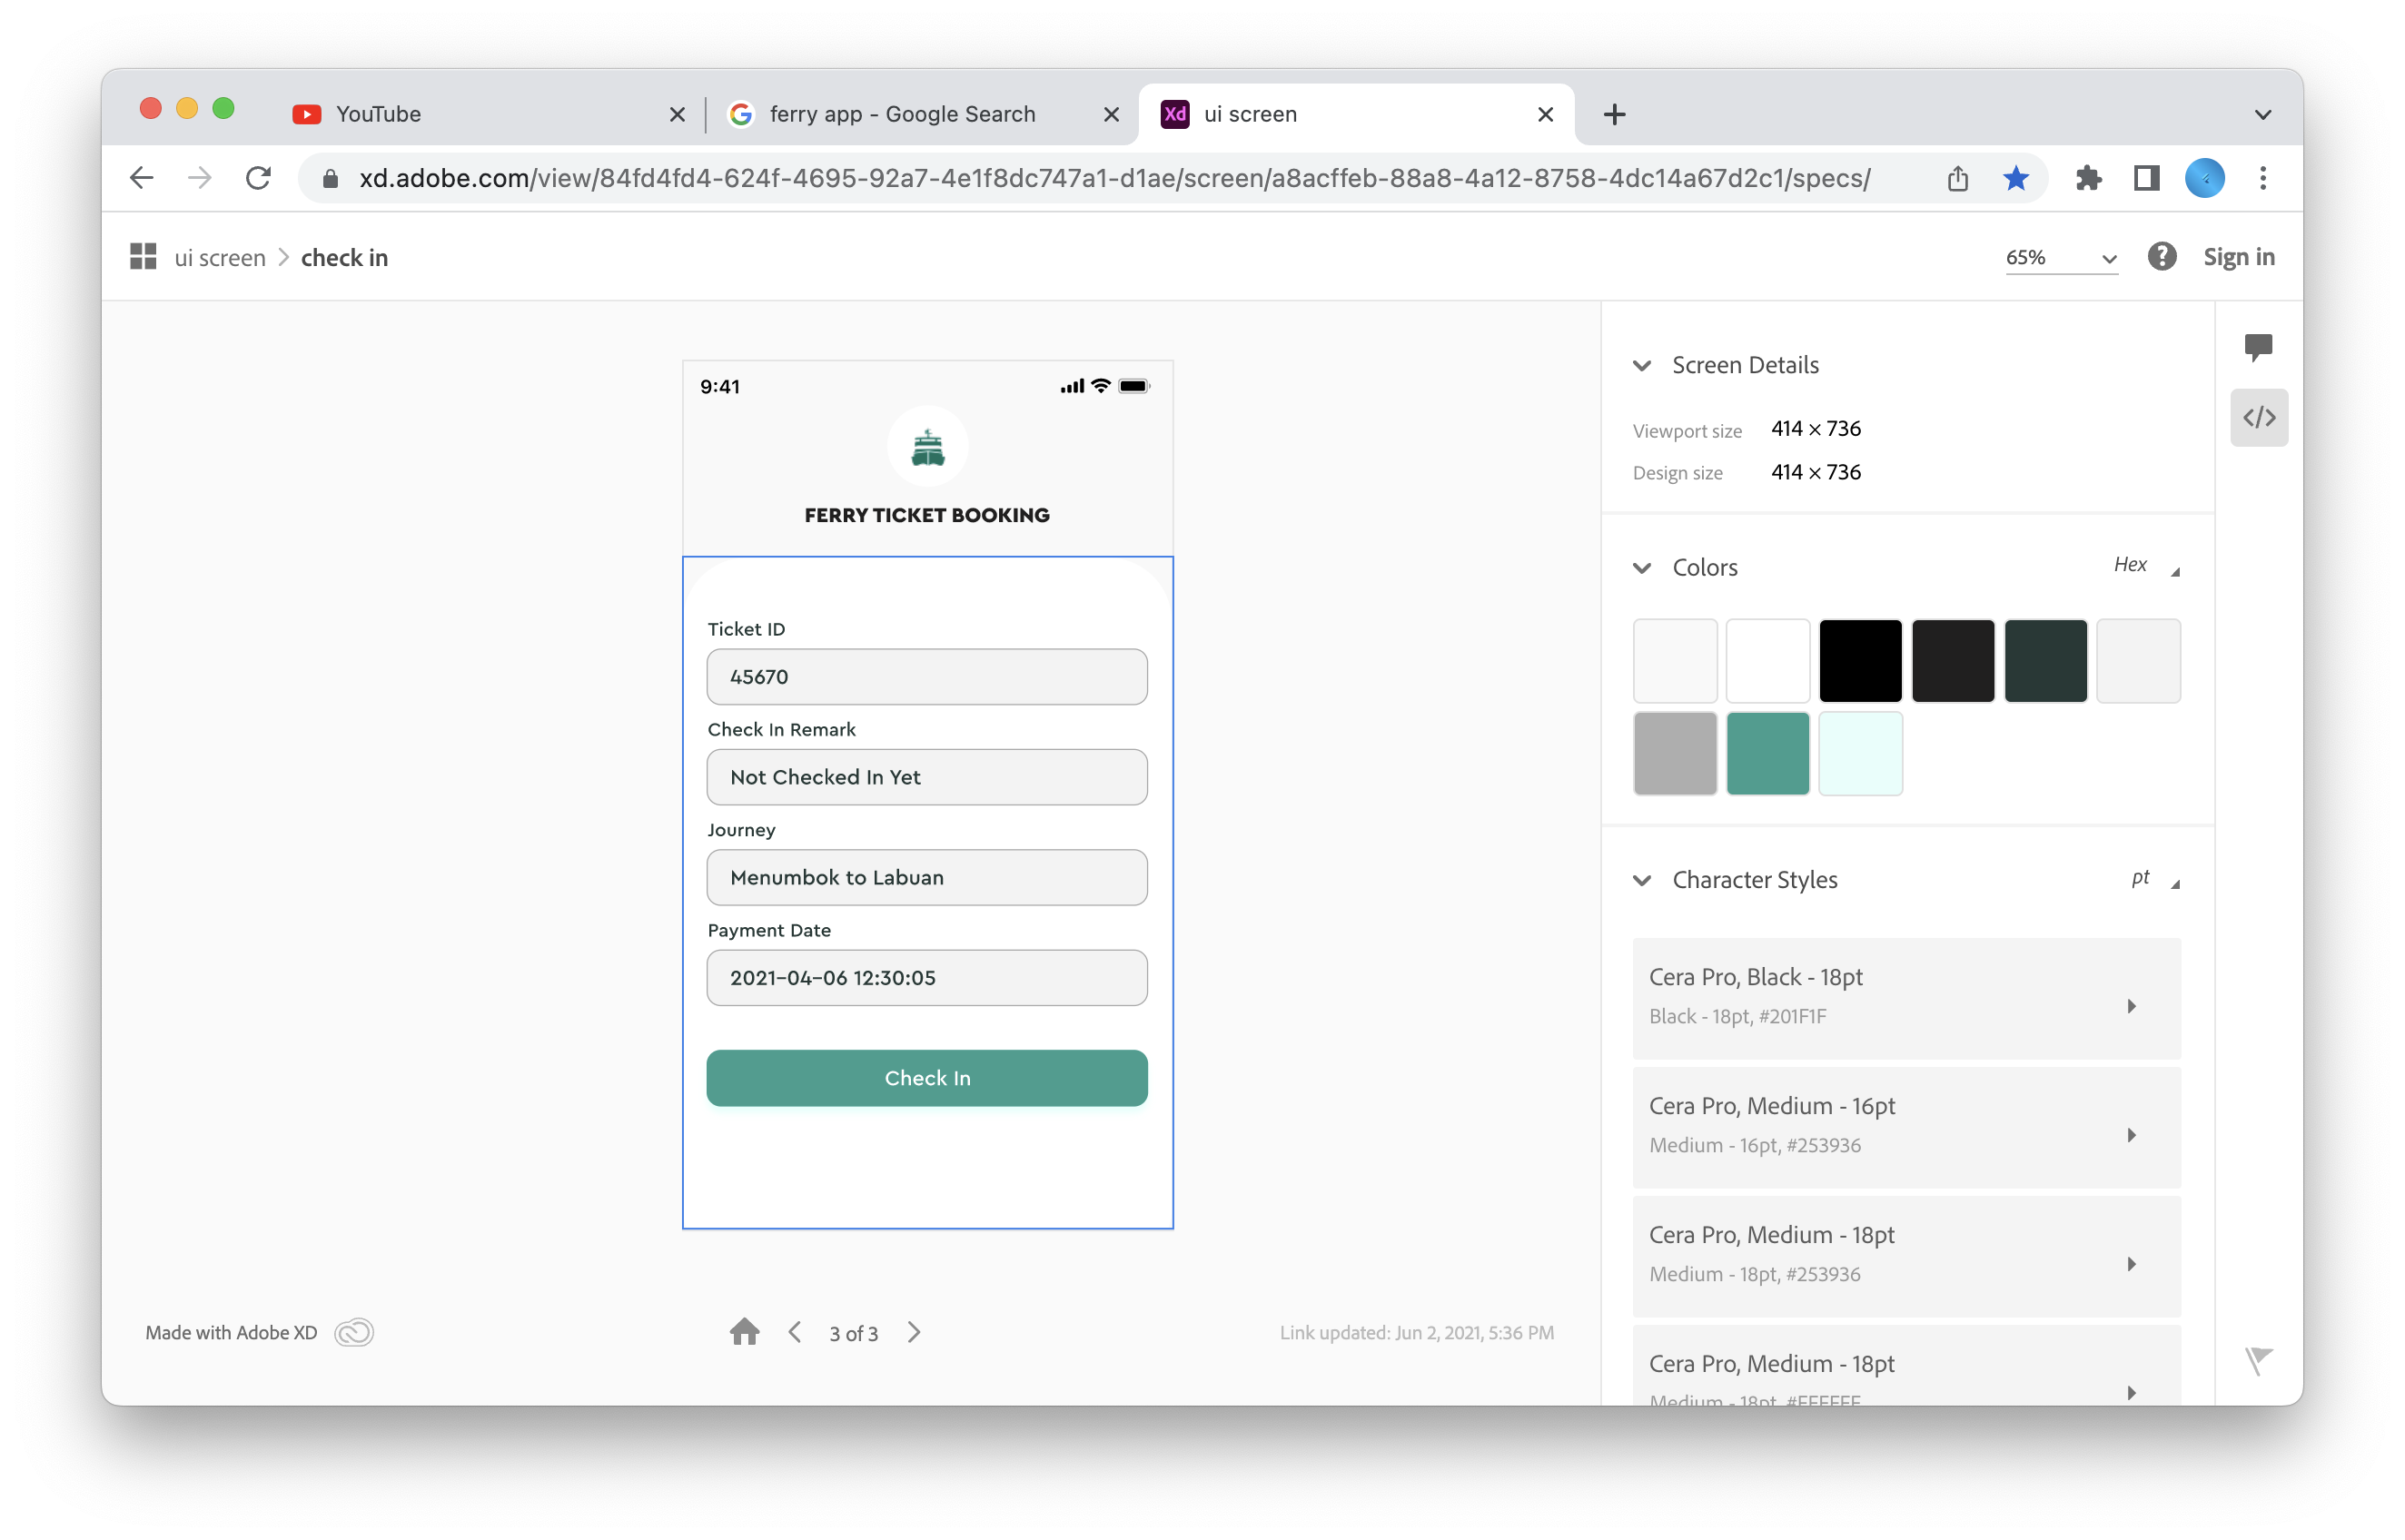 YouTube
ferry app - Google Search
Xd ui screen
xd.adobe.com/view/84fd4fd4-624f-4695-92a7-4e1f8dc747a1-d1ae/screen/a8acffeb-88a8-4a12-8758-4dc14a67d2c1/specs/
ui screen > check in
65%
Sign in
9:41
FERRY TICKET BOOKING
Ticket ID
45670
Check In Remark
Not Checked In Yet
Journey
Menumbok to Labuan
Payment Date
2021-04-06 12:30:05
Check In
Made with Adobe XD
3 of 3
Link updated: Jun 2, 2021, 5:36 PM
Screen Details
Viewport size 414 × 736
Design size 414 × 736
Colors
Hex
Character Styles
pt
Cera Pro, Black - 18pt
Black - 18pt, #201F1F
Cera Pro, Medium - 16pt
Medium - 16pt, #253936
Cera Pro, Medium - 18pt
Medium - 18pt, #253936
Cera Pro, Medium - 18pt
Medium - 18pt, #FFFFFF